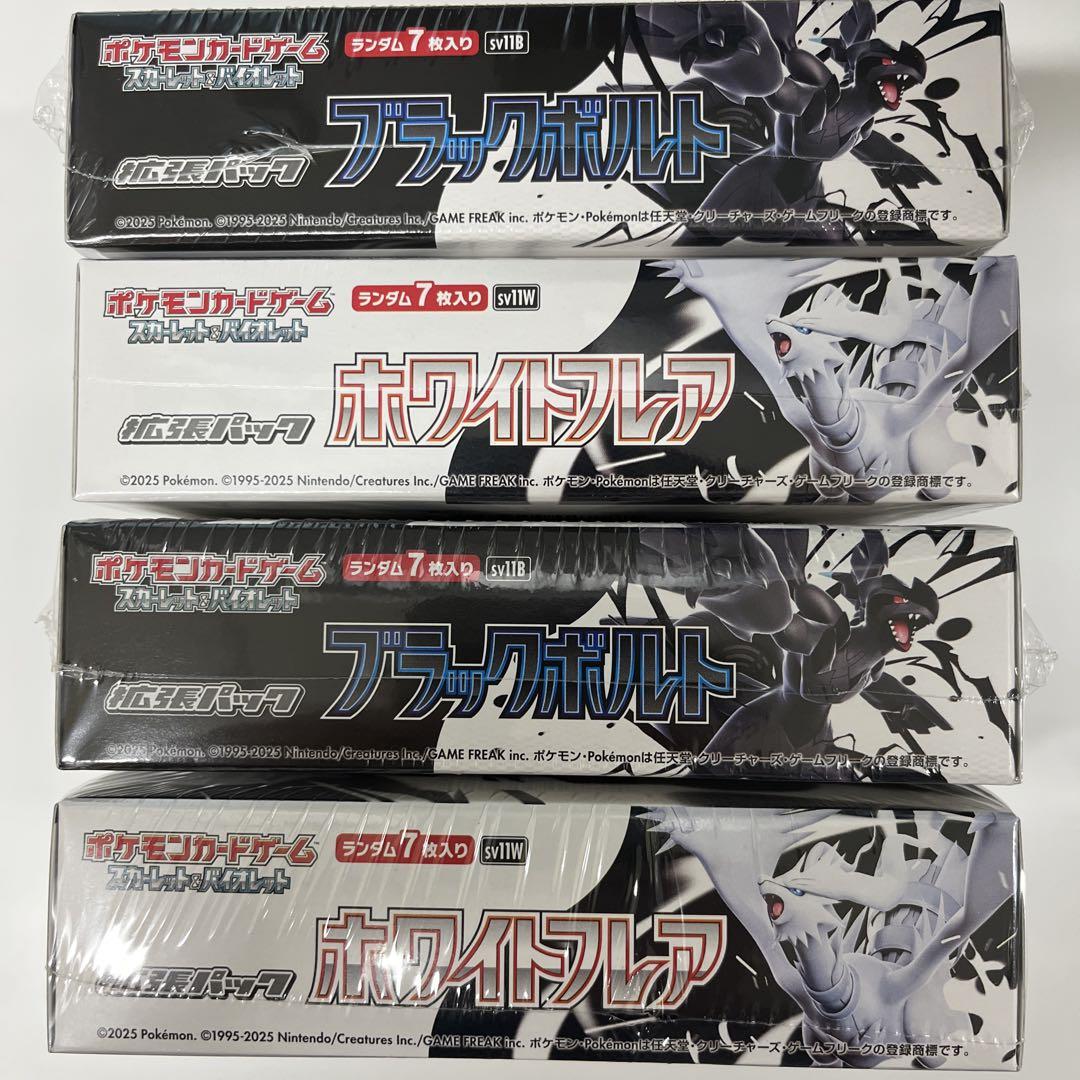 ポケモンカードゲーム ランダム7枚入り sv11B
スカーレット&バイオレット
ブラックボルト
拡張パック
©2025 Pokémon. ©1995-2025 Nintendo/Creatures Inc./GAME FREAK inc. ポケモン・Pokémonは任天堂・クリーチャーズ・ゲームフリークの登録商標です。
ポケモンカードゲーム ランダム7枚入り sv11W
スカーレット&バイオレット
ホワイトフレア
拡張パック
©2025 Pokémon. ©1995-2025 Nintendo/Creatures Inc./GAME FREAK inc. ポケモン・Pokémonは任天堂・クリーチャーズ・ゲームフリークの登録商標です。
ポケモンカードゲーム ランダム7枚入り sv11B
スカーレット&バイオレット
ブラックボルト
拡張パック
©2025 Pokémon. ©1995-2025 Nintendo/Creatures Inc./GAME FREAK inc. ポケモン・Pokémonは任天堂・クリーチャーズ・ゲームフリークの登録商標です。
ポケモンカードゲーム ランダム7枚入り sv11W
スカーレット&バイオレット
ホワイトフレア
拡張パック
©2025 Pokémon. ©1995-2025 Nintendo/Creatures Inc./GAME FREAK inc. ポケモン・Pokémonは任天堂・クリーチャーズ・ゲームフリークの登録商標です。